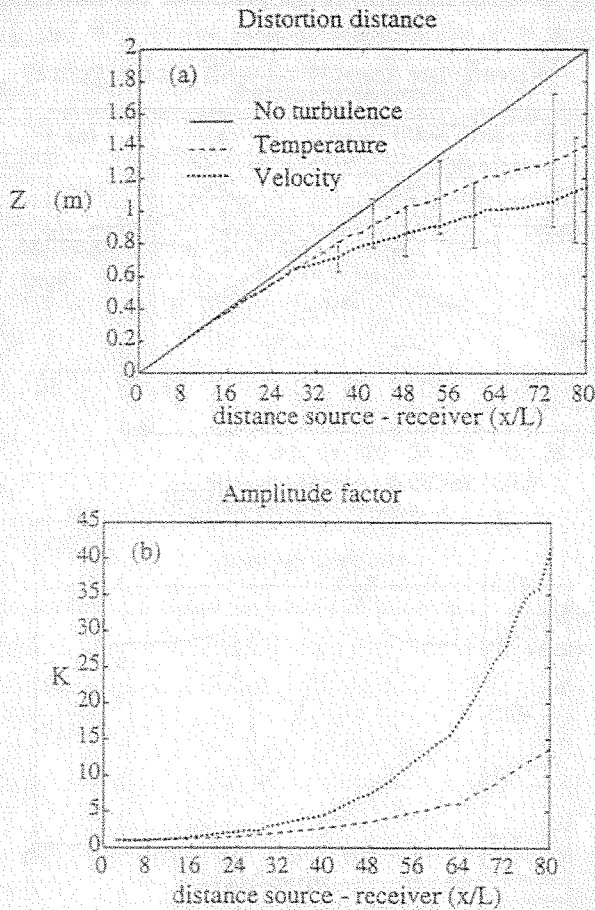 Distortion distance
2
1.8
1.6
1.4
1.2
1
0.8
0.6
0.4
0.2
0
(a)
No turbulence
Temperature
Velocity
Z (m)
0 8 16 24 32 40 48 56 64 72 80
distance source - receiver (x/L)
Amplitude factor
45
40
35
30
25
20
15
10
5
0
(b)
K
0 8 16 24 32 40 48 56 64 72 80
distance source - receiver (x/L)